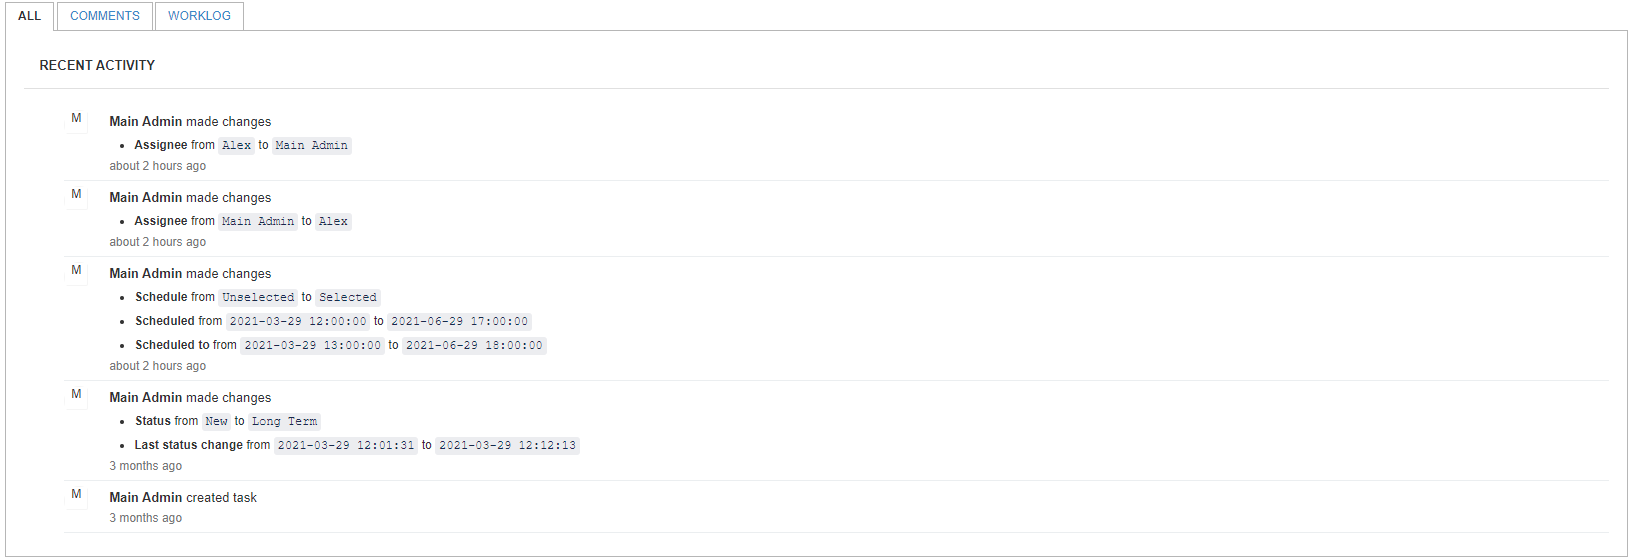 ALL COMMENTS WORKLOG
RECENT ACTIVITY
M
Main Admin made changes
Assignee from Alex to Main Admin
about 2 hours ago
M
Main Admin made changes
Assignee from Main Admin to Alex
about 2 hours ago
M
Main Admin made changes
Schedule from Unselected to Selected
Scheduled from 2021-03-29 12:00:00 to 2021-06-29 17:00:00
Scheduled to from 2021-03-29 13:00:00 to 2021-06-29 18:00:00
about 2 hours ago
M
Main Admin made changes
Status from New to Long Term
Last status change from 2021-03-29 12:01:31 to 2021-03-29 12:12:13
3 months ago
M
Main Admin created task
3 months ago